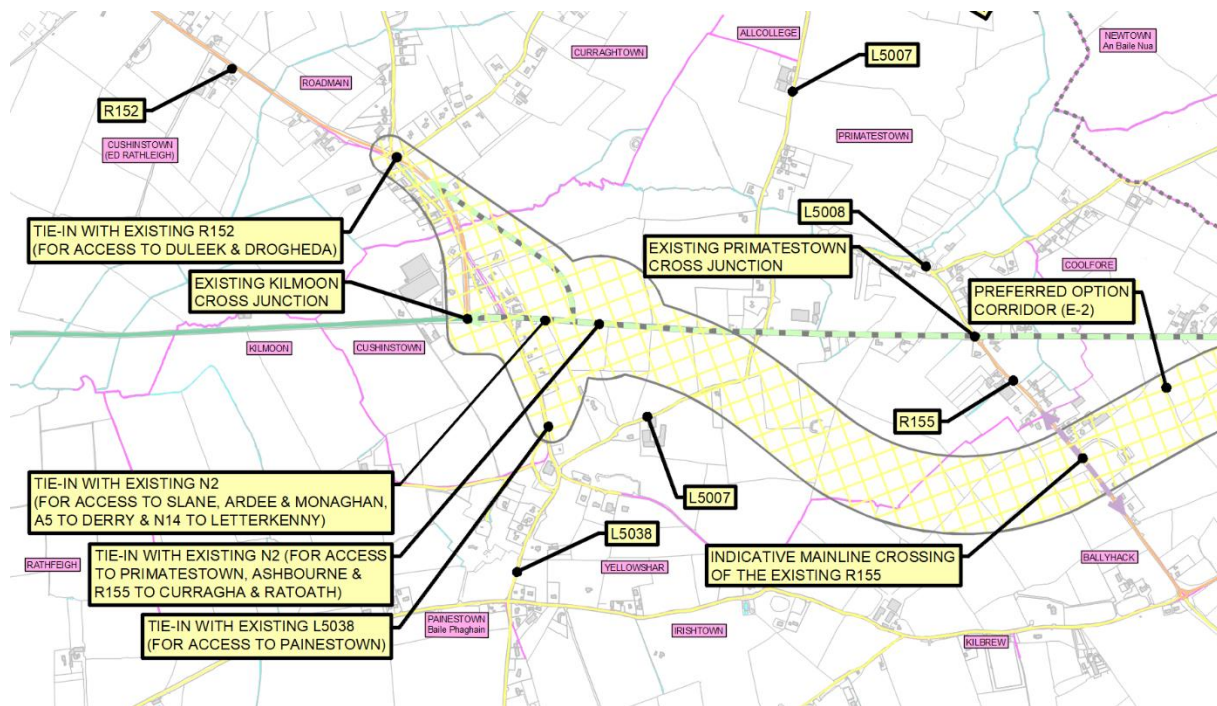 ALLCOLLEGE
CURRAGHTOWN
L5007
NEWTOWN
An Baile Nua
ROADMAIN
R152
PRIMATESTOWN
CUSHINSTOWN
(ED RATHLEIGH)
L5008
TIE-IN WITH EXISTING R152
(FOR ACCESS TO DULEEK & DROGHEDA)
EXISTING PRIMATESTOWN
CROSS JUNCTION
COOLFORE
EXISTING KILMOON
CROSS JUNCTION
PREFERRED OPTION
CORRIDOR (E-2)
KILMOON
CUSHINSTOWN
R155
TIE-IN WITH EXISTING N2
(FOR ACCESS TO SLANE, ARDEE & MONAGHAN,
A5 TO DERRY & N14 TO LETTERKENNY)
L5007
L5038
RATHFEIGH
TIE-IN WITH EXISTING N2 (FOR ACCESS
TO PRIMATESTOWN, ASHBOURNE &
R155 TO CURRAGHA & RATOATH)
YELLOWSHAR
INDICATIVE MAINLINE CROSSING
OF THE EXISTING R155
BALLYHACK
TIE-IN WITH EXISTING L5038
(FOR ACCESS TO PAINESTOWN)
PAINESTOWN
Baile Phaghain
IRISHTOWN
KILBREW